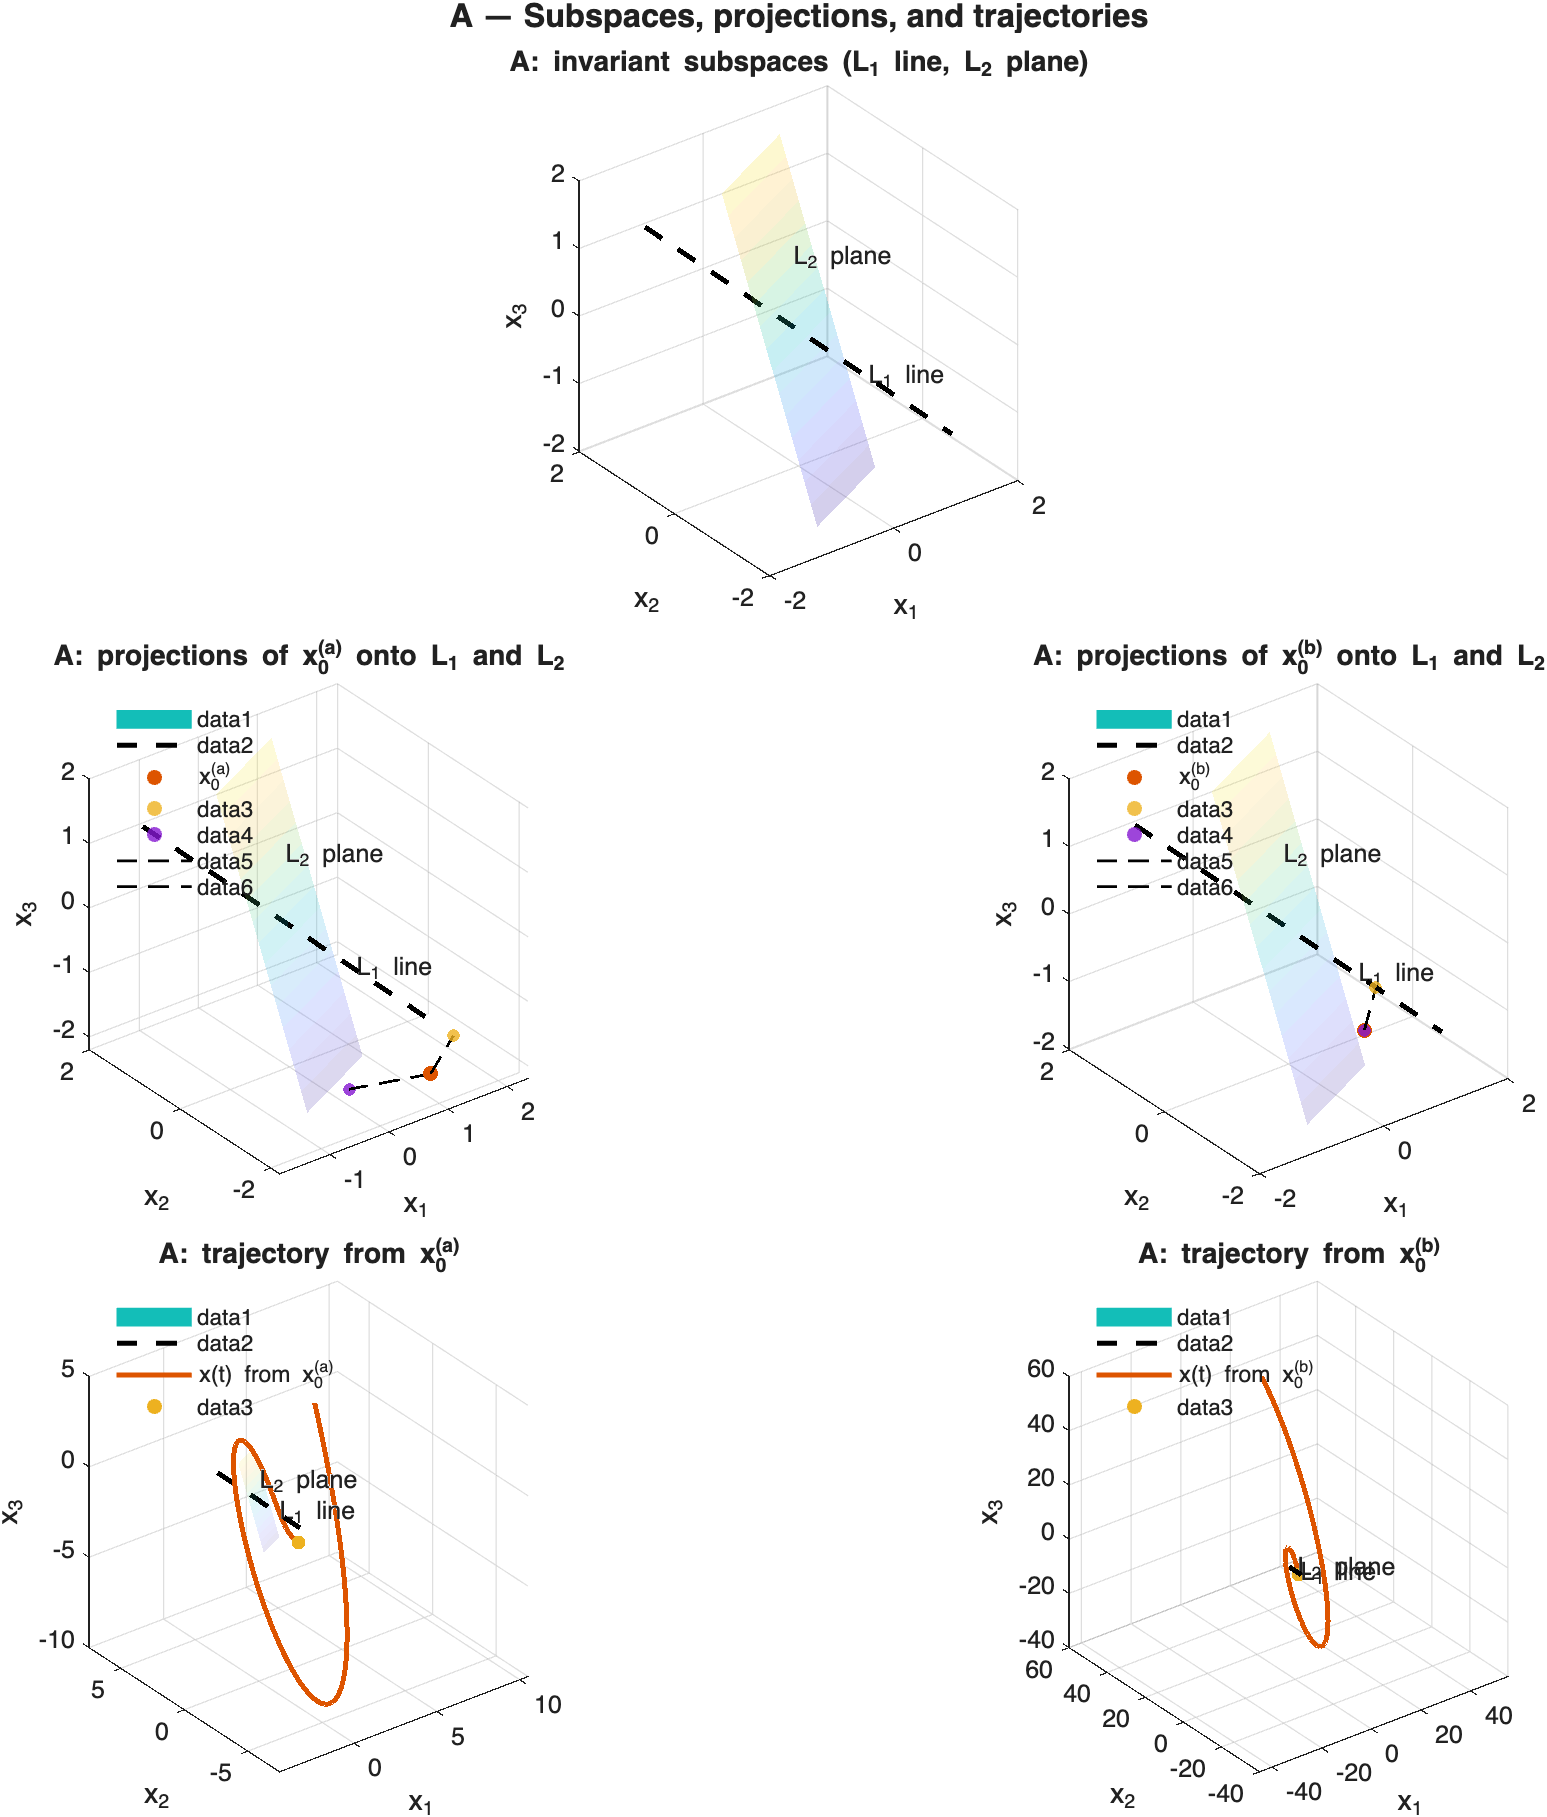 A — Subspaces, projections, and trajectories
A: invariant subspaces (L₁ line, L₂ plane)
2
1
0
-1
-2
x₃
2
0
-2
x₂
-2
0
2
x₁
L₂ plane
L₁ line
A: projections of x₀⁽ᵃ⁾ onto L₁ and L₂
data1
data2
x₀⁽ᵃ⁾
data3
data4
data5
data6
2
1
0
-1
-2
x₃
2
0
-2
x₂
-1
0
1
2
x₁
L₂ plane
L₁ line
A: projections of x₀⁽ᵇ⁾ onto L₁ and L₂
data1
data2
x₀⁽ᵇ⁾
data3
data4
data5
data6
2
1
0
-1
-2
x₃
2
0
-2
x₂
-2
0
2
x₁
L₂ plane
L₁ line
A: trajectory from x₀⁽ᵃ⁾
data1
data2
x(t) from x₀⁽ᵃ⁾
data3
5
0
-5
-10
x₃
5
0
-5
x₂
0
5
10
x₁
L₂ plane
L₁ line
A: trajectory from x₀⁽ᵇ⁾
data1
data2
x(t) from x₀⁽ᵇ⁾
data3
60
40
20
0
-20
-40
x₃
60
40
20
0
-20
-40
x₂
-40
-20
0
20
40
x₁
L₂ plane
L₁ line